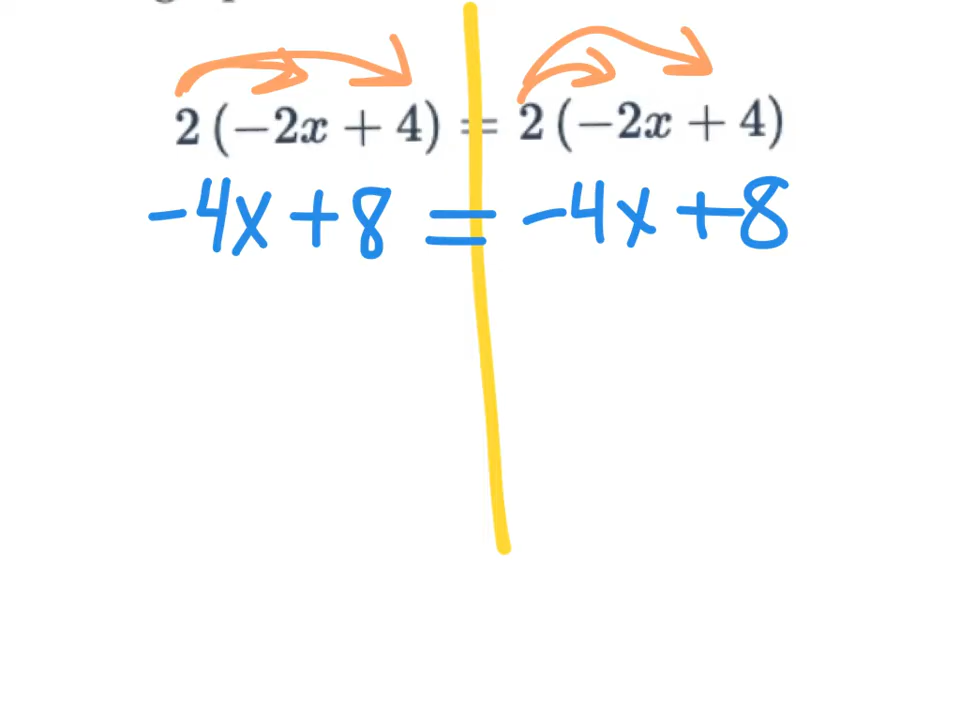 2(−2x + 4) = 2(−2x + 4)
-4x+8 = -4x+8